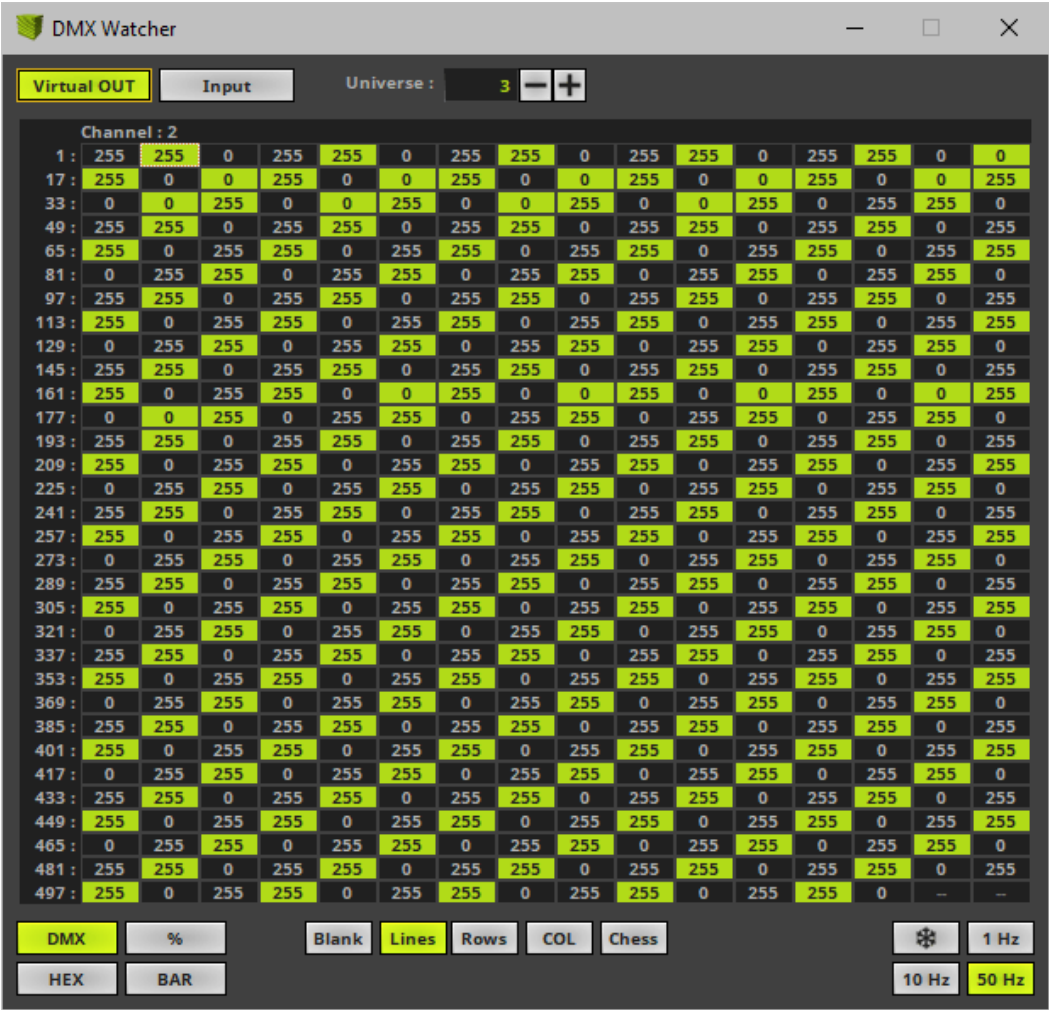 DMX Watcher
Virtual OUT Input Universe : 3
Channel : 2
1 : 255 255 0 255 255 0 255 255 0 255 255 0 255 255 0 0
17 : 255 0 0 255 0 0 255 0 0 255 0 0 255 0 0 255
33 : 0 0 255 0 0 255 0 0 255 0 0 255 0 255 255 0
49 : 255 255 0 255 255 0 255 255 0 255 255 0 255 255 0 255
65 : 255 0 255 255 0 255 255 0 255 255 0 255 255 0 255 255
81 : 0 255 255 0 255 255 0 255 255 0 255 255 0 255 255 0
97 : 255 255 0 255 255 0 255 255 0 255 255 0 255 255 0 255
113 : 255 0 255 255 0 255 255 0 255 255 0 255 255 0 255 255
129 : 0 255 255 0 255 255 0 255 255 0 255 255 0 255 255 0
145 : 255 255 0 255 255 0 255 255 0 255 255 0 255 255 0 255
161 : 255 0 255 255 0 0 255 0 0 255 0 0 255 0 0 255
177 : 0 0 255 0 255 255 0 255 255 0 255 255 0 255 255 0
193 : 255 255 0 255 255 0 255 255 0 255 255 0 255 255 0 255
209 : 255 0 255 255 0 255 255 0 255 255 0 255 255 0 255 255
225 : 0 255 255 0 255 255 0 255 255 0 255 255 0 255 255 0
241 : 255 255 0 255 255 0 255 255 0 255 255 0 255 255 0 255
257 : 255 0 255 255 0 255 255 0 255 255 0 255 255 0 255 255
273 : 0 255 255 0 255 255 0 255 255 0 255 255 0 255 255 0
289 : 255 255 0 255 255 0 255 255 0 255 255 0 255 255 0 255
305 : 255 0 255 255 0 255 255 0 255 255 0 255 255 0 255 255
321 : 0 255 255 0 255 255 0 255 255 0 255 255 0 255 255 0
337 : 255 255 0 255 255 0 255 255 0 255 255 0 255 255 0 255
353 : 255 0 255 255 0 255 255 0 255 255 0 255 255 0 255 255
369 : 0 255 255 0 255 255 0 255 255 0 255 255 0 255 255 0
385 : 255 255 0 255 255 0 255 255 0 255 255 0 255 255 0 255
401 : 255 0 255 255 0 255 255 0 255 255 0 255 255 0 255 255
417 : 0 255 255 0 255 255 0 255 255 0 255 255 0 255 255 0
433 : 255 255 0 255 255 0 255 255 0 255 255 0 255 255 0 255
449 : 255 0 255 255 0 255 255 0 255 255 0 255 255 0 255 255
465 : 0 255 255 0 255 255 0 255 255 0 255 255 0 255 255 0
481 : 255 255 0 255 255 0 255 255 0 255 255 0 255 255 0 255
497 : 255 0 255 255 0 255 255 0 255 255 0 255 255 0 -- --
DMX % Blank Lines Rows COL Chess 1 Hz
HEX BAR 10 Hz 50 Hz